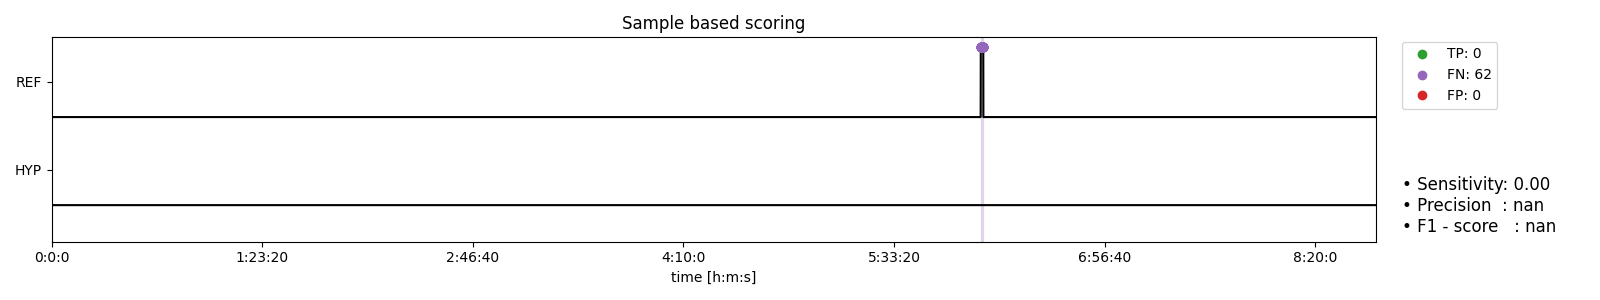 Sample based scoring
REF
HYP
0:0:0
1:23:20
2:46:40
4:10:0
5:33:20
6:56:40
8:20:0
time [h:m:s]
TP: 0
FN: 62
FP: 0
• Sensitivity: 0.00
• Precision : nan
• F1 - score : nan